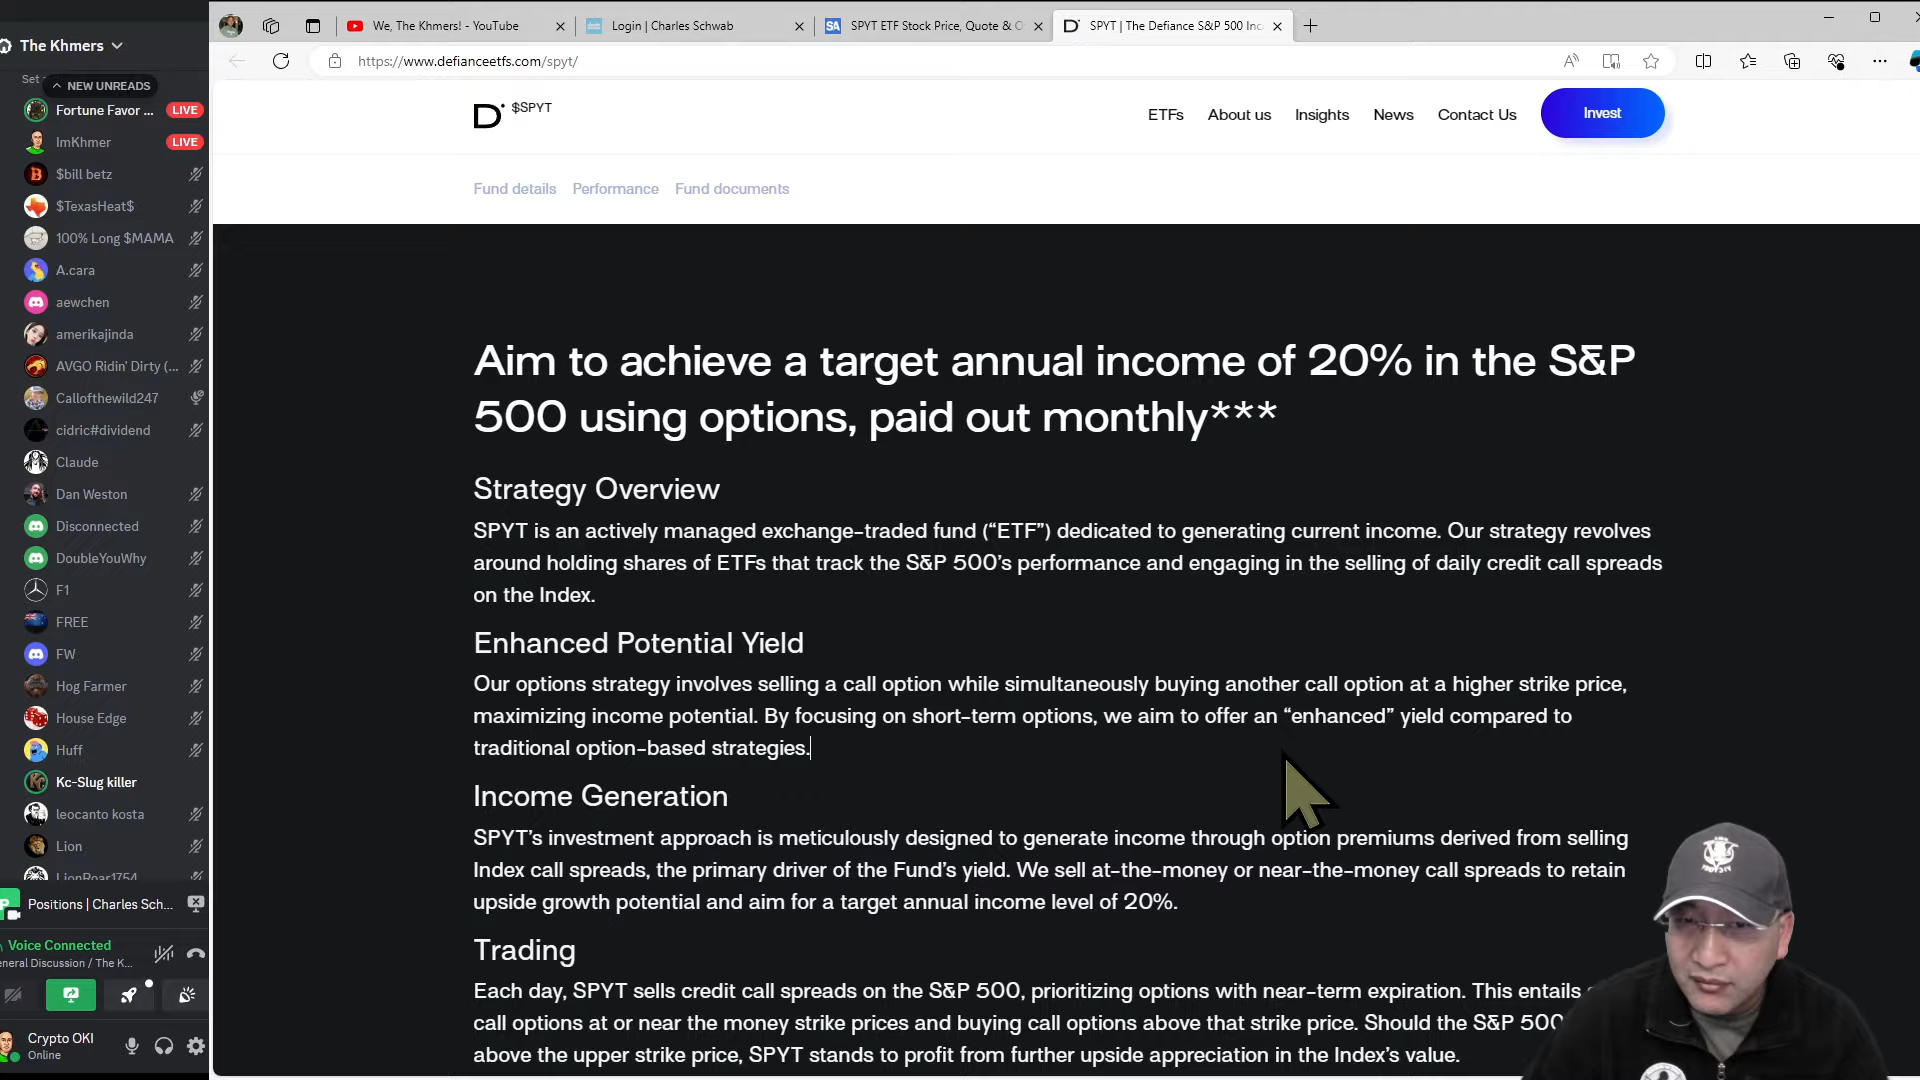 The Khmers
We, The Khmers! - YouTube
Login | Charles Schwab
SPYT ETF Stock Price, Quote & O
SPYT | The Defiance S&P 500 Inc
https://www.defianceetfs.com/spyt/
Set
NEW UNREADS
Fortune Favor ... LIVE
ImKhmer LIVE
$bill betz
$TexasHeat$
100% Long $MAMA
A.cara
aewchen
amerikajinda
AVGO Ridin' Dirty (...
Callofthewild247
cidric#dividend
Claude
Dan Weston
Disconnected
DoubleYouWhy
F1
FREE
FW
Hog Farmer
House Edge
Huff
Kc-Slug killer
leocanto kosta
Lion
LionRoar1754
Positions | Charles Sch...
Voice Connected
eneral Discussion / The K...
Crypto OKI
Online
D $SPYT
ETFs About us Insights News Contact Us Invest
Fund details Performance Fund documents
Aim to achieve a target annual income of 20% in the S&P
500 using options, paid out monthly***
Strategy Overview
SPYT is an actively managed exchange-traded fund (“ETF”) dedicated to generating current income. Our strategy revolves
around holding shares of ETFs that track the S&P 500’s performance and engaging in the selling of daily credit call spreads
on the Index.
Enhanced Potential Yield
Our options strategy involves selling a call option while simultaneously buying another call option at a higher strike price,
maximizing income potential. By focusing on short-term options, we aim to offer an “enhanced” yield compared to
traditional option-based strategies.
Income Generation
SPYT’s investment approach is meticulously designed to generate income through option premiums derived from selling
Index call spreads, the primary driver of the Fund’s yield. We sell at-the-money or near-the-money call spreads to retain
upside growth potential and aim for a target annual income level of 20%.
Trading
Each day, SPYT sells credit call spreads on the S&P 500, prioritizing options with near-term expiration. This entails
call options at or near the money strike prices and buying call options above that strike price. Should the S&P 500
above the upper strike price, SPYT stands to profit from further upside appreciation in the Index’s value.